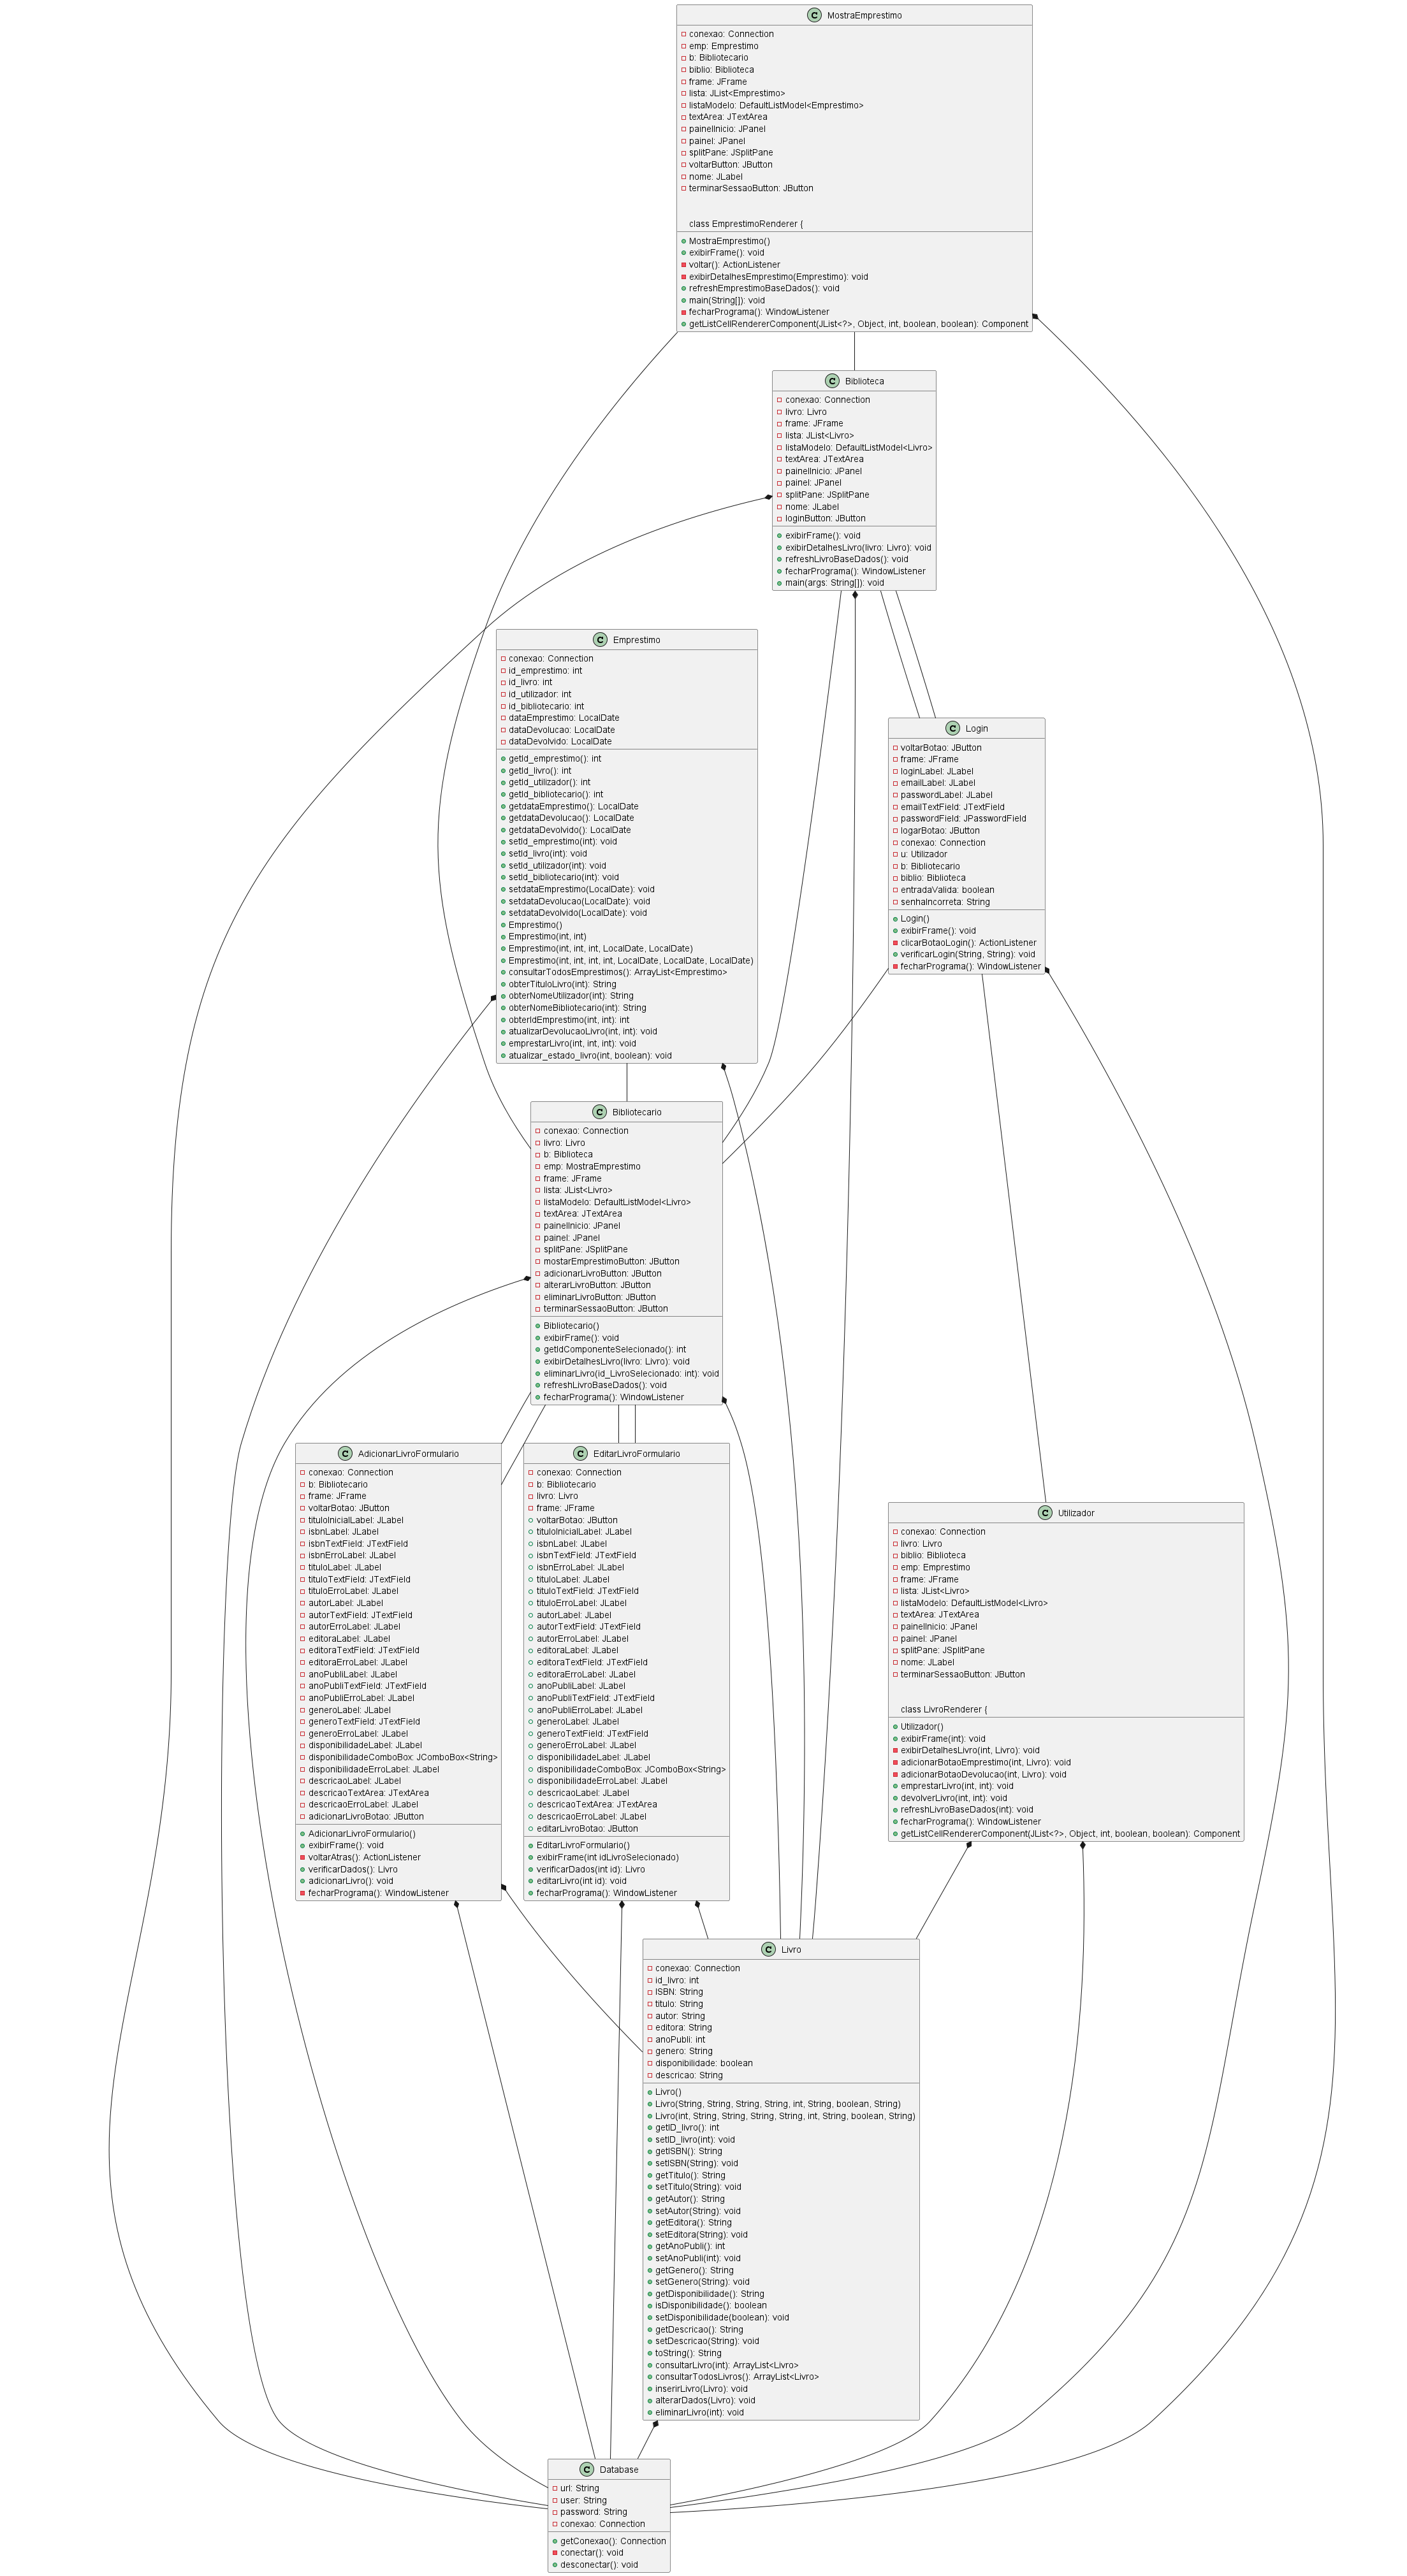 MostraEmprestimo
conexao: Connection
emp: Emprestimo
b: Bibliotecario
biblio: Biblioteca
frame: JFrame
lista: JList<Emprestimo>
listaModelo: DefaultListModel<Emprestimo>
textArea: JTextArea
painelInicio: JPanel
painel: JPanel
splitPane: JSplitPane
voltarButton: JButton
nome: JLabel
terminarSessaoButton: JButton
class EmprestimoRenderer {
MostraEmprestimo()
exibirFrame(): void
voltar(): ActionListener
exibirDetalhesEmprestimo(Emprestimo): void
refreshEmprestimoBaseDados(): void
main(String[]): void
fecharPrograma(): WindowListener
getListCellRendererComponent(JList<?>, Object, int, boolean, boolean): Component
Biblioteca
conexao: Connection
livro: Livro
frame: JFrame
lista: JList<Livro>
listaModelo: DefaultListModel<Livro>
textArea: JTextArea
painelInicio: JPanel
painel: JPanel
splitPane: JSplitPane
nome: JLabel
loginButton: JButton
exibirFrame(): void
exibirDetalhesLivro(livro: Livro): void
refreshLivroBaseDados(): void
fecharPrograma(): WindowListener
main(args: String[]): void
Emprestimo
conexao: Connection
id_emprestimo: int
id_livro: int
id_utilizador: int
id_bibliotecario: int
dataEmprestimo: LocalDate
dataDevolucao: LocalDate
dataDevolvido: LocalDate
getId_emprestimo(): int
getId_livro(): int
getId_utilizador(): int
getId_bibliotecario(): int
getdataEmprestimo(): LocalDate
getdataDevolucao(): LocalDate
getdataDevolvido(): LocalDate
setId_emprestimo(int): void
setId_livro(int): void
setId_utilizador(int): void
setId_bibliotecario(int): void
setdataEmprestimo(LocalDate): void
setdataDevolucao(LocalDate): void
setdataDevolvido(LocalDate): void
Emprestimo()
Emprestimo(int, int)
Emprestimo(int, int, int, LocalDate, LocalDate)
Emprestimo(int, int, int, int, LocalDate, LocalDate, LocalDate)
consultarTodosEmprestimos(): ArrayList<Emprestimo>
obterTituloLivro(int): String
obterNomeUtilizador(int): String
obterNomeBibliotecario(int): String
obterIdEmprestimo(int, int): int
atualizarDevolucaoLivro(int, int): void
emprestarLivro(int, int, int): void
atualizar_estado_livro(int, boolean): void
Login
voltarBotao: JButton
frame: JFrame
loginLabel: JLabel
emailLabel: JLabel
passwordLabel: JLabel
emailTextField: JTextField
passwordField: JPasswordField
logarBotao: JButton
conexao: Connection
u: Utilizador
b: Bibliotecario
biblio: Biblioteca
entradaValida: boolean
senhaIncorreta: String
Login()
exibirFrame(): void
clicarBotaoLogin(): ActionListener
verificarLogin(String, String): void
fecharPrograma(): WindowListener
Bibliotecario
conexao: Connection
livro: Livro
b: Biblioteca
emp: MostraEmprestimo
frame: JFrame
lista: JList<Livro>
listaModelo: DefaultListModel<Livro>
textArea: JTextArea
painelInicio: JPanel
painel: JPanel
splitPane: JSplitPane
mostarEmprestimoButton: JButton
adicionarLivroButton: JButton
alterarLivroButton: JButton
eliminarLivroButton: JButton
terminarSessaoButton: JButton
Bibliotecario()
exibirFrame(): void
getIdComponenteSelecionado(): int
exibirDetalhesLivro(livro: Livro): void
eliminarLivro(id_LivroSelecionado: int): void
refreshLivroBaseDados(): void
fecharPrograma(): WindowListener
AdicionarLivroFormulario
conexao: Connection
b: Bibliotecario
frame: JFrame
voltarBotao: JButton
tituloInicialLabel: JLabel
isbnLabel: JLabel
isbnTextField: JTextField
isbnErroLabel: JLabel
tituloLabel: JLabel
tituloTextField: JTextField
tituloErroLabel: JLabel
autorLabel: JLabel
autorTextField: JTextField
autorErroLabel: JLabel
editoraLabel: JLabel
editoraTextField: JTextField
editoraErroLabel: JLabel
anoPubliLabel: JLabel
anoPubliTextField: JTextField
anoPubliErroLabel: JLabel
generoLabel: JLabel
generoTextField: JTextField
generoErroLabel: JLabel
disponibilidadeLabel: JLabel
disponibilidadeComboBox: JComboBox<String>
disponibilidadeErroLabel: JLabel
descricaoLabel: JLabel
descricaoTextArea: JTextArea
descricaoErroLabel: JLabel
adicionarLivroBotao: JButton
AdicionarLivroFormulario()
exibirFrame(): void
voltarAtras(): ActionListener
verificarDados(): Livro
adicionarLivro(): void
fecharPrograma(): WindowListener
EditarLivroFormulario
conexao: Connection
b: Bibliotecario
livro: Livro
frame: JFrame
voltarBotao: JButton
tituloInicialLabel: JLabel
isbnLabel: JLabel
isbnTextField: JTextField
isbnErroLabel: JLabel
tituloLabel: JLabel
tituloTextField: JTextField
tituloErroLabel: JLabel
autorLabel: JLabel
autorTextField: JTextField
autorErroLabel: JLabel
editoraLabel: JLabel
editoraTextField: JTextField
editoraErroLabel: JLabel
anoPubliLabel: JLabel
anoPubliTextField: JTextField
anoPubliErroLabel: JLabel
generoLabel: JLabel
generoTextField: JTextField
generoErroLabel: JLabel
disponibilidadeLabel: JLabel
disponibilidadeComboBox: JComboBox<String>
disponibilidadeErroLabel: JLabel
descricaoLabel: JLabel
descricaoTextArea: JTextArea
descricaoErroLabel: JLabel
editarLivroBotao: JButton
EditarLivroFormulario()
exibirFrame(int idLivroSelecionado)
verificarDados(int id): Livro
editarLivro(int id): void
fecharPrograma(): WindowListener
Utilizador
conexao: Connection
livro: Livro
biblio: Biblioteca
emp: Emprestimo
frame: JFrame
lista: JList<Livro>
listaModelo: DefaultListModel<Livro>
textArea: JTextArea
painelInicio: JPanel
painel: JPanel
splitPane: JSplitPane
nome: JLabel
terminarSessaoButton: JButton
class LivroRenderer {
Utilizador()
exibirFrame(int): void
exibirDetalhesLivro(int, Livro): void
adicionarBotaoEmprestimo(int, Livro): void
adicionarBotaoDevolucao(int, Livro): void
emprestarLivro(int, int): void
devolverLivro(int, int): void
refreshLivroBaseDados(int): void
fecharPrograma(): WindowListener
getListCellRendererComponent(JList<?>, Object, int, boolean, boolean): Component
Livro
conexao: Connection
id_livro: int
ISBN: String
titulo: String
autor: String
editora: String
anoPubli: int
genero: String
disponibilidade: boolean
descricao: String
Livro()
Livro(String, String, String, String, int, String, boolean, String)
Livro(int, String, String, String, String, int, String, boolean, String)
getID_livro(): int
setID_livro(int): void
getISBN(): String
setISBN(String): void
getTitulo(): String
setTitulo(String): void
getAutor(): String
setAutor(String): void
getEditora(): String
setEditora(String): void
getAnoPubli(): int
setAnoPubli(int): void
getGenero(): String
setGenero(String): void
getDisponibilidade(): String
isDisponibilidade(): boolean
setDisponibilidade(boolean): void
getDescricao(): String
setDescricao(String): void
toString(): String
consultarLivro(int): ArrayList<Livro>
consultarTodosLivros(): ArrayList<Livro>
inserirLivro(Livro): void
alterarDados(Livro): void
eliminarLivro(int): void
Database
url: String
user: String
password: String
conexao: Connection
getConexao(): Connection
conectar(): void
desconectar(): void